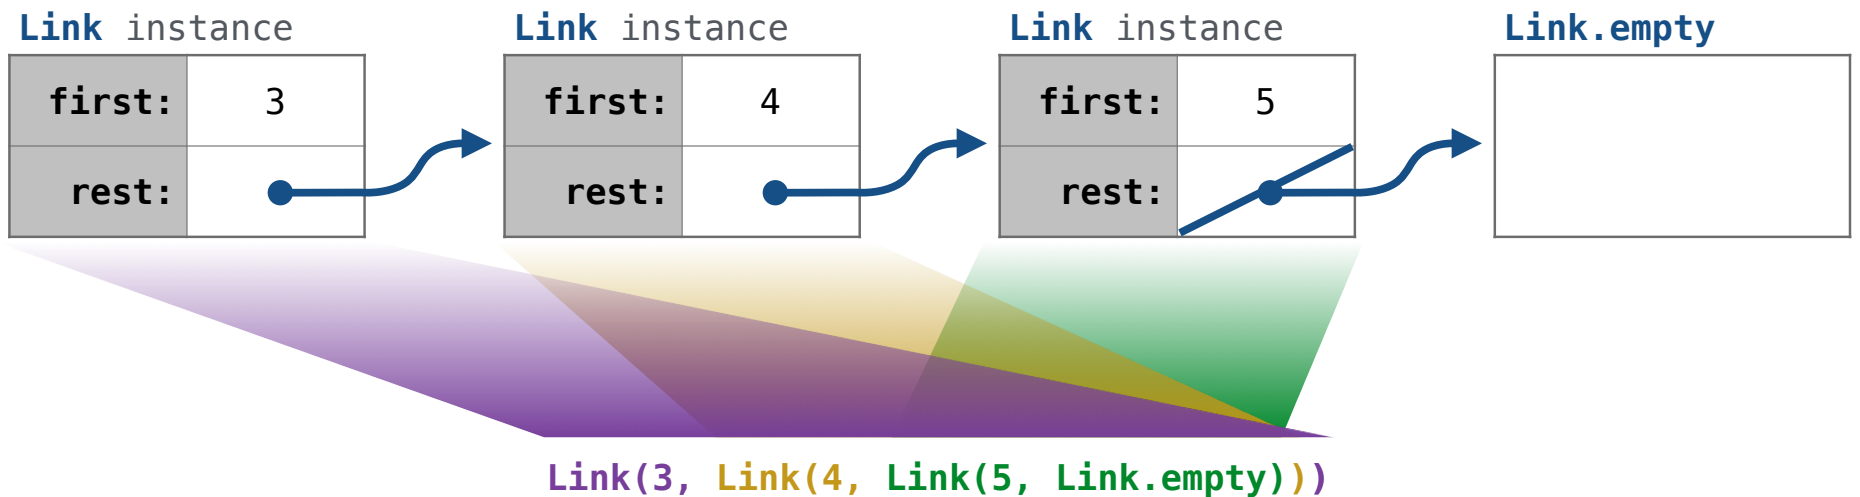 Link instance Link instance Link instance Link.empty
first: 3 first: 4 first: 5
rest: rest: rest:
Link(3, Link(4, Link(5, Link.empty)))